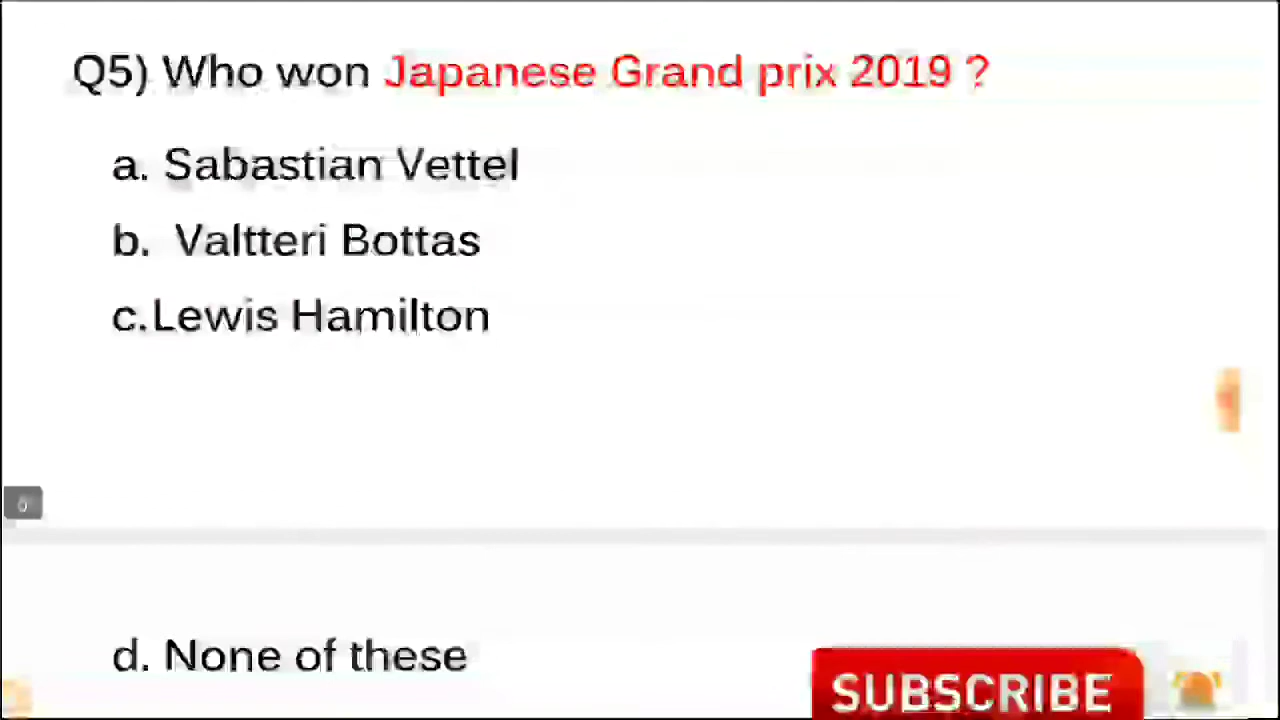 Q5) Who won Japanese Grand prix 2019 ?
a. Sabastian Vettel
b. Valtteri Bottas
c.Lewis Hamilton
d. None of these
SUBSCRIBE